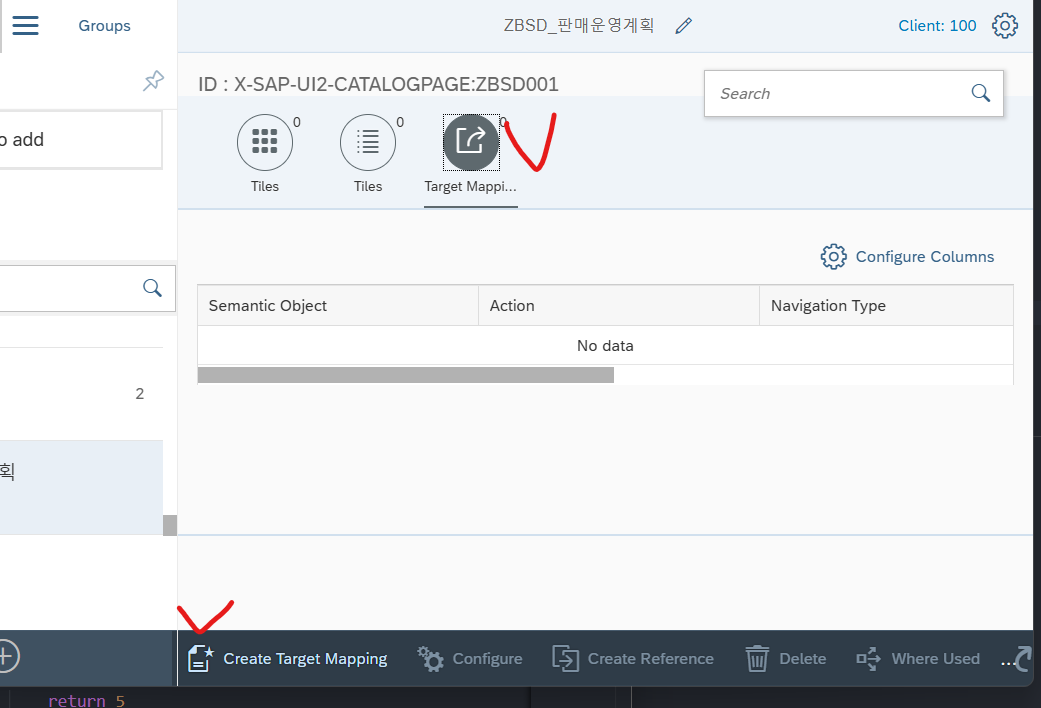 Groups
ZBSD_판매운영계획
Client: 100
ID : X-SAP-UI2-CATALOGPAGE:ZBSD001
Search
o add
0
0
0
Tiles
Tiles
Target Mappi...
Configure Columns
Semantic Object
Action
Navigation Type
No data
2
획
Create Target Mapping
Configure
Create Reference
Delete
Where Used
...
return 5